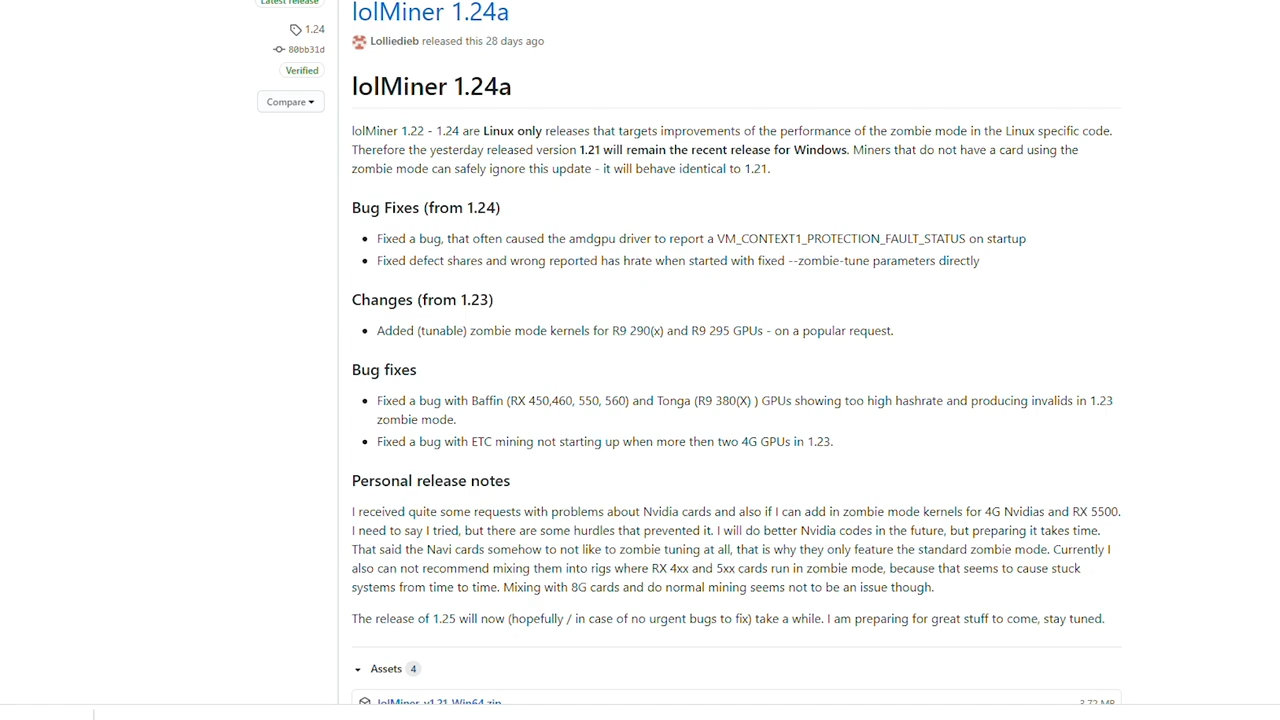 Latest release
lolMiner 1.24a
1.24
Lolliedieb released this 28 days ago
80bb31d
Verified
Compare
lolMiner 1.24a
lolMiner 1.22 - 1.24 are Linux only releases that targets improvements of the performance of the zombie mode in the Linux specific code.
Therefore the yesterday released version 1.21 will remain the recent release for Windows. Miners that do not have a card using the
zombie mode can safely ignore this update - it will behave identical to 1.21.
Bug Fixes (from 1.24)
Fixed a bug, that often caused the amdgpu driver to report a VM_CONTEXT1_PROTECTION_FAULT_STATUS on startup
Fixed defect shares and wrong reported has hrate when started with fixed --zombie-tune parameters directly
Changes (from 1.23)
Added (tunable) zombie mode kernels for R9 290(x) and R9 295 GPUs - on a popular request.
Bug fixes
Fixed a bug with Baffin (RX 450,460, 550, 560) and Tonga (R9 380(X) ) GPUs showing too high hashrate and producing invalids in 1.23
zombie mode.
Fixed a bug with ETC mining not starting up when more then two 4G GPUs in 1.23.
Personal release notes
I received quite some requests with problems about Nvidia cards and also if I can add in zombie mode kernels for 4G Nvidias and RX 5500.
I need to say I tried, but there are some hurdles that prevented it. I will do better Nvidia codes in the future, but preparing it takes time.
That said the Navi cards somehow to not like to zombie tuning at all, that is why they only feature the standard zombie mode. Currently I
also can not recommend mixing them into rigs where RX 4xx and 5xx cards run in zombie mode, because that seems to cause stuck
systems from time to time. Mixing with 8G cards and do normal mining seems not to be an issue though.
The release of 1.25 will now (hopefully / in case of no urgent bugs to fix) take a while. I am preparing for great stuff to come, stay tuned.
Assets 4
lolMiner_v1.21_Win64.zip
3.72 MB